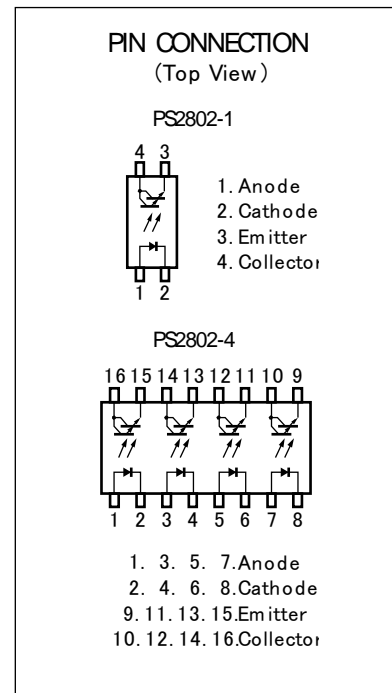 PIN CONNECTION
(Top View)
PS2802-1
4 3
1. Anode
2. Cathode
3. Emitter
4. Collector
1 2
PS2802-4
16 15 14 13 12 11 10 9
1 2 3 4 5 6 7 8
1. 3. 5. 7. Anode
2. 4. 6. 8. Cathode
9. 11. 13. 15. Emitter
10. 12. 14. 16. Collector